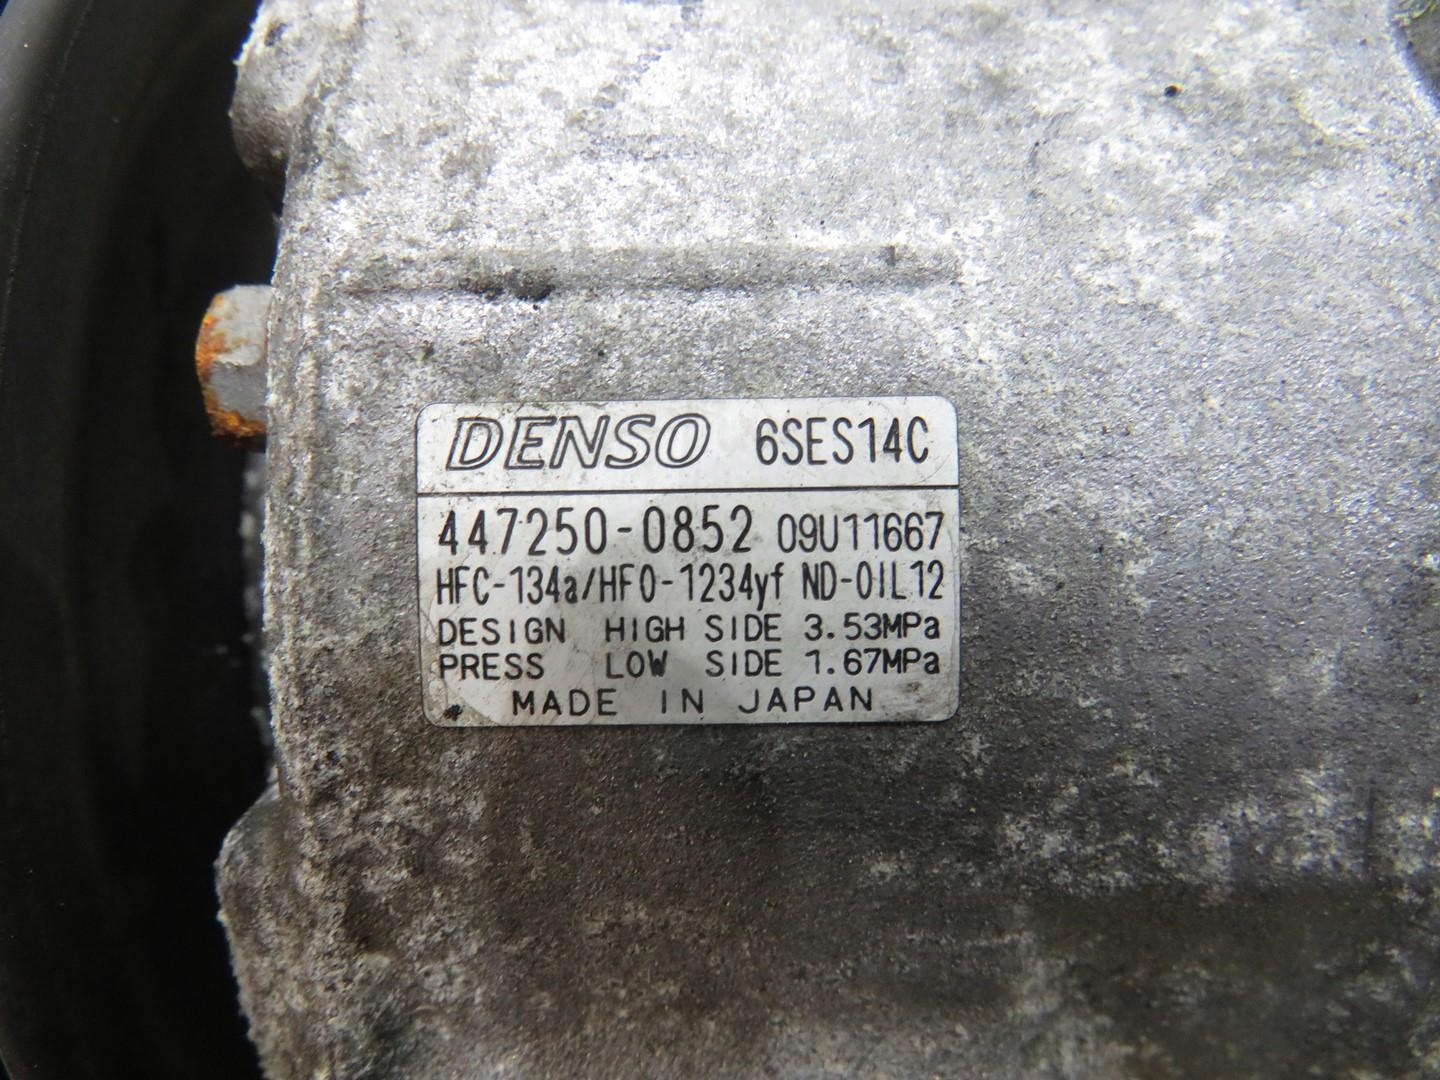 DENSO 6SES14C
447250-0852 09U11667
HFC-134a/HFO-1234yf ND-OIL12
DESIGN HIGH SIDE 3.53MPa
PRESS LOW SIDE 1.67MPa
MADE IN JAPAN